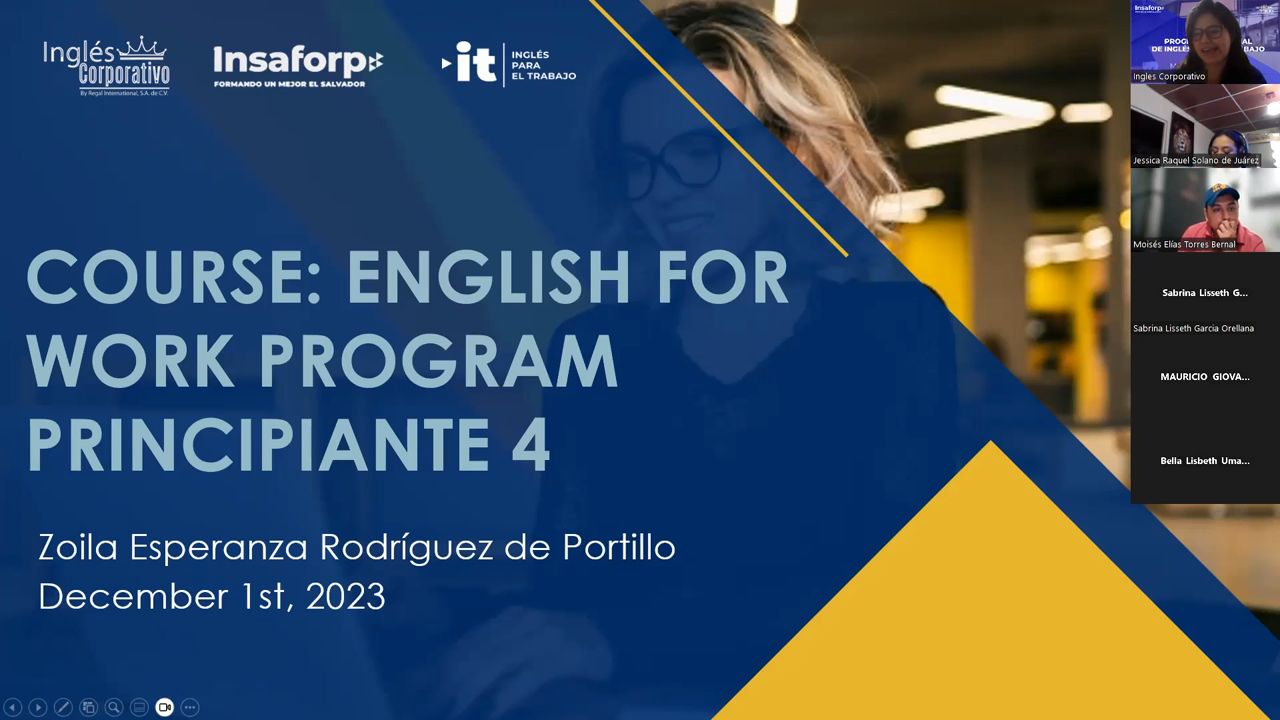 Inglés
Corporativo
By Regal International, S.A. de C.V.
Insaforp
FORMANDO UN MEJOR EL SALVADOR
it
INGLÉS
PARA
EL TRABAJO
COURSE: ENGLISH FOR
WORK PROGRAM
PRINCIPIANTE 4
Zoila Esperanza Rodríguez de Portillo
December 1st, 2023
Insaforp
Ingles Corporativo
Jessica Raquel Solano de Juárez
Moisés Elías Torres Bernal
Sabrina Lisseth G...
Sabrina Lisseth Garcia Orellana
MAURICIO GIOVA...
Bella Lisbeth Uma...